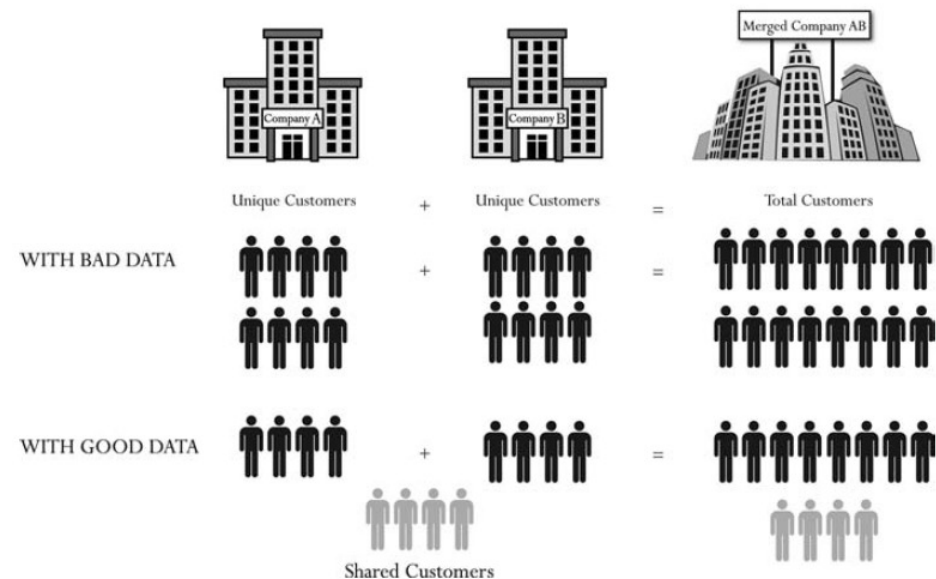 Merged Company AB
Company A
Company B
Unique Customers + Unique Customers = Total Customers
WITH BAD DATA + =
WITH GOOD DATA + =
Shared Customers